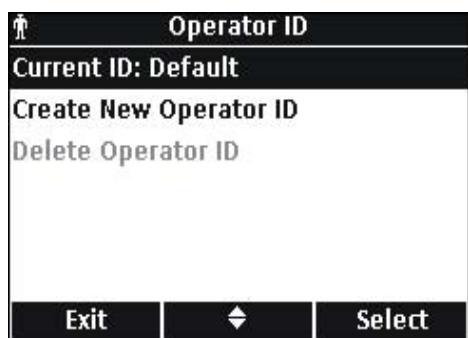 Operator ID
Current ID: Default
Create New Operator ID
Delete Operator ID
Exit Select